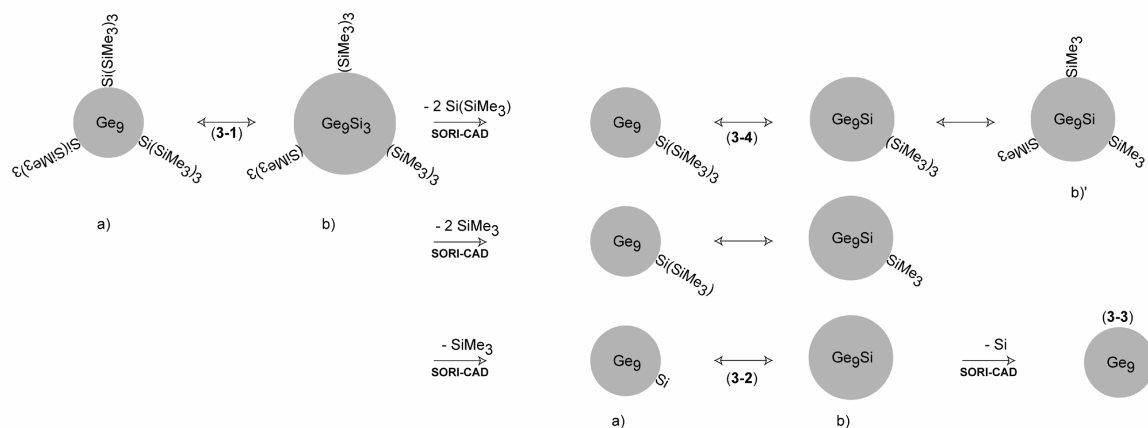 Si(SiMe3)3
Ge9
Si(SiMe3)3
Si(SiMe3)3
a)
(3-1)
(SiMe3)3
Ge9Si3
(SiMe3)3
(SiMe3)3
b)
- 2 Si(SiMe3)
SORI-CAD
Ge9
Si(SiMe3)3
(3-4)
Ge9Si
(SiMe3)3
SiMe3
Ge9Si
SiMe3
SiMe3
b)'
- 2 SiMe3
SORI-CAD
Ge9
Si(SiMe3)
Ge9Si
SiMe3
- SiMe3
SORI-CAD
Ge9
Si
(3-2)
Ge9Si
- Si
SORI-CAD
(3-3)
Ge9
a)
b)